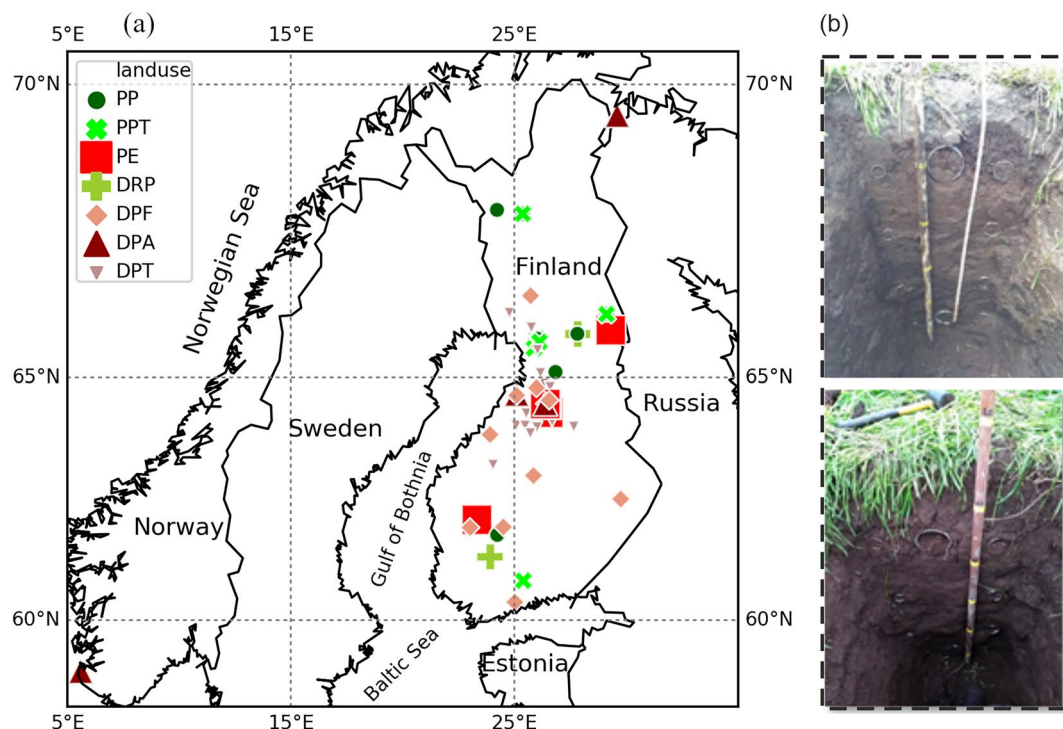 (a)
(b)
5°E 15°E 25°E
70°N 70°N
landuse
PP
PPT
PE
DRP
DPF
DPA
DPT
Norwegian Sea
Finland
65°N 65°N
Russia
Sweden
Gulf of Bothnia
Norway
60°N 60°N
Baltic Sea
Estonia
5°E 15°E 25°E